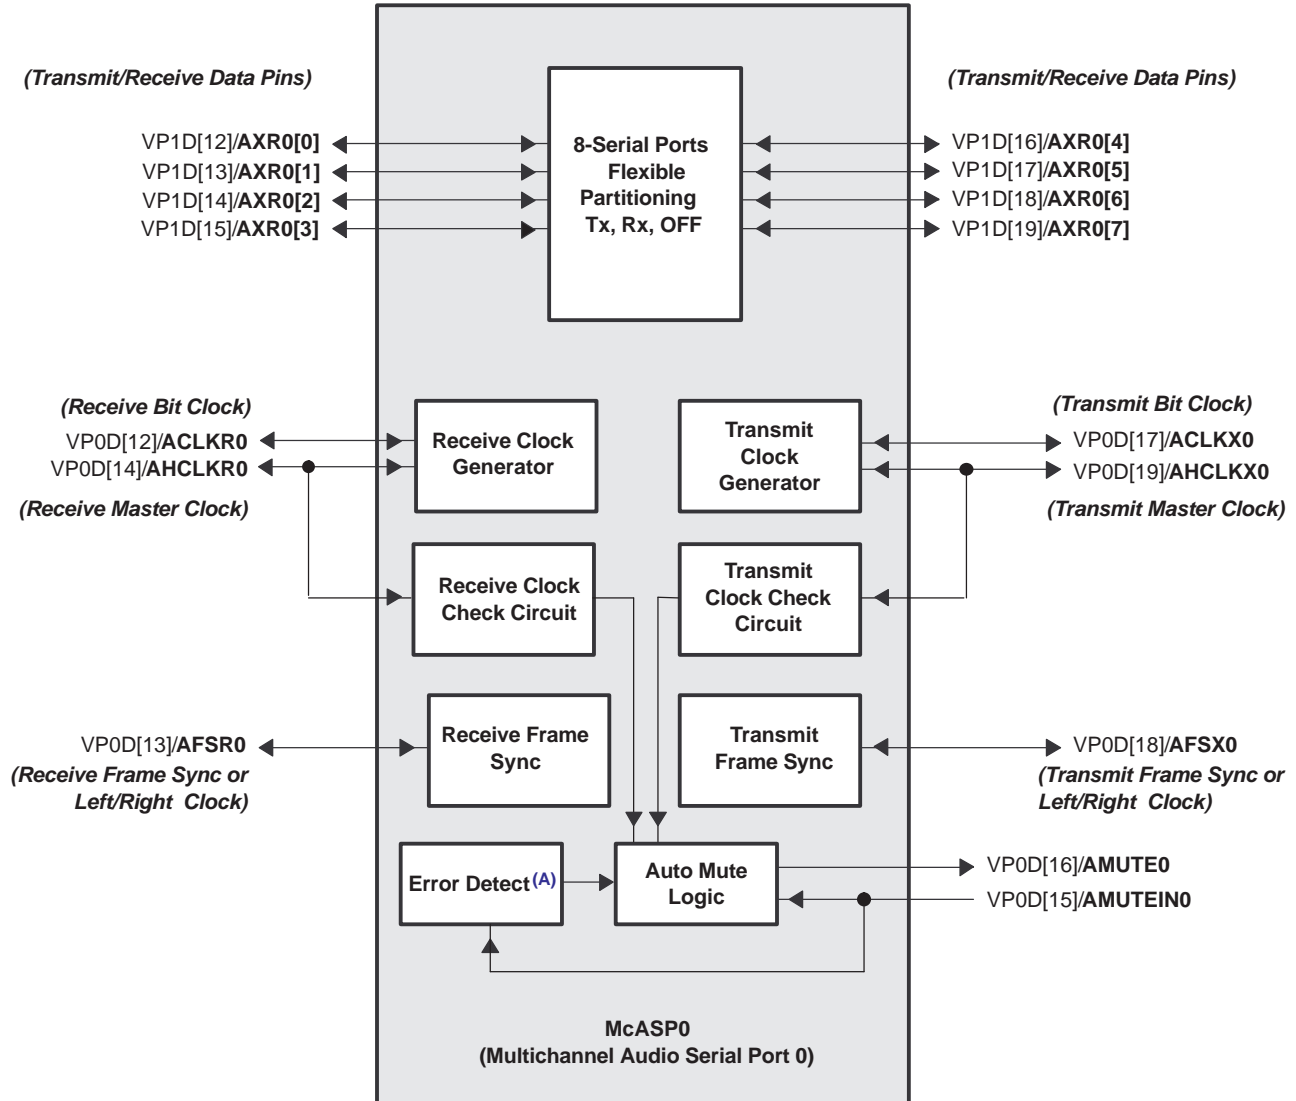 (Transmit/Receive Data Pins)
(Transmit/Receive Data Pins)
VP1D[12]/AXR0[0]
VP1D[13]/AXR0[1]
VP1D[14]/AXR0[2]
VP1D[15]/AXR0[3]
8-Serial Ports
Flexible
Partitioning
Tx, Rx, OFF
VP1D[16]/AXR0[4]
VP1D[17]/AXR0[5]
VP1D[18]/AXR0[6]
VP1D[19]/AXR0[7]
(Receive Bit Clock)
VP0D[12]/ACLKR0
VP0D[14]/AHCLKR0
(Receive Master Clock)
Receive Clock
Generator
Transmit
Clock
Generator
(Transmit Bit Clock)
VP0D[17]/ACLKX0
VP0D[19]/AHCLKX0
(Transmit Master Clock)
Receive Clock
Check Circuit
Transmit
Clock Check
Circuit
VP0D[13]/AFSR0
(Receive Frame Sync or
Left/Right Clock)
Receive Frame
Sync
Transmit
Frame Sync
VP0D[18]/AFSX0
(Transmit Frame Sync or
Left/Right Clock)
Error Detect(A)
Auto Mute
Logic
VP0D[16]/AMUTE0
VP0D[15]/AMUTEIN0
McASP0
(Multichannel Audio Serial Port 0)